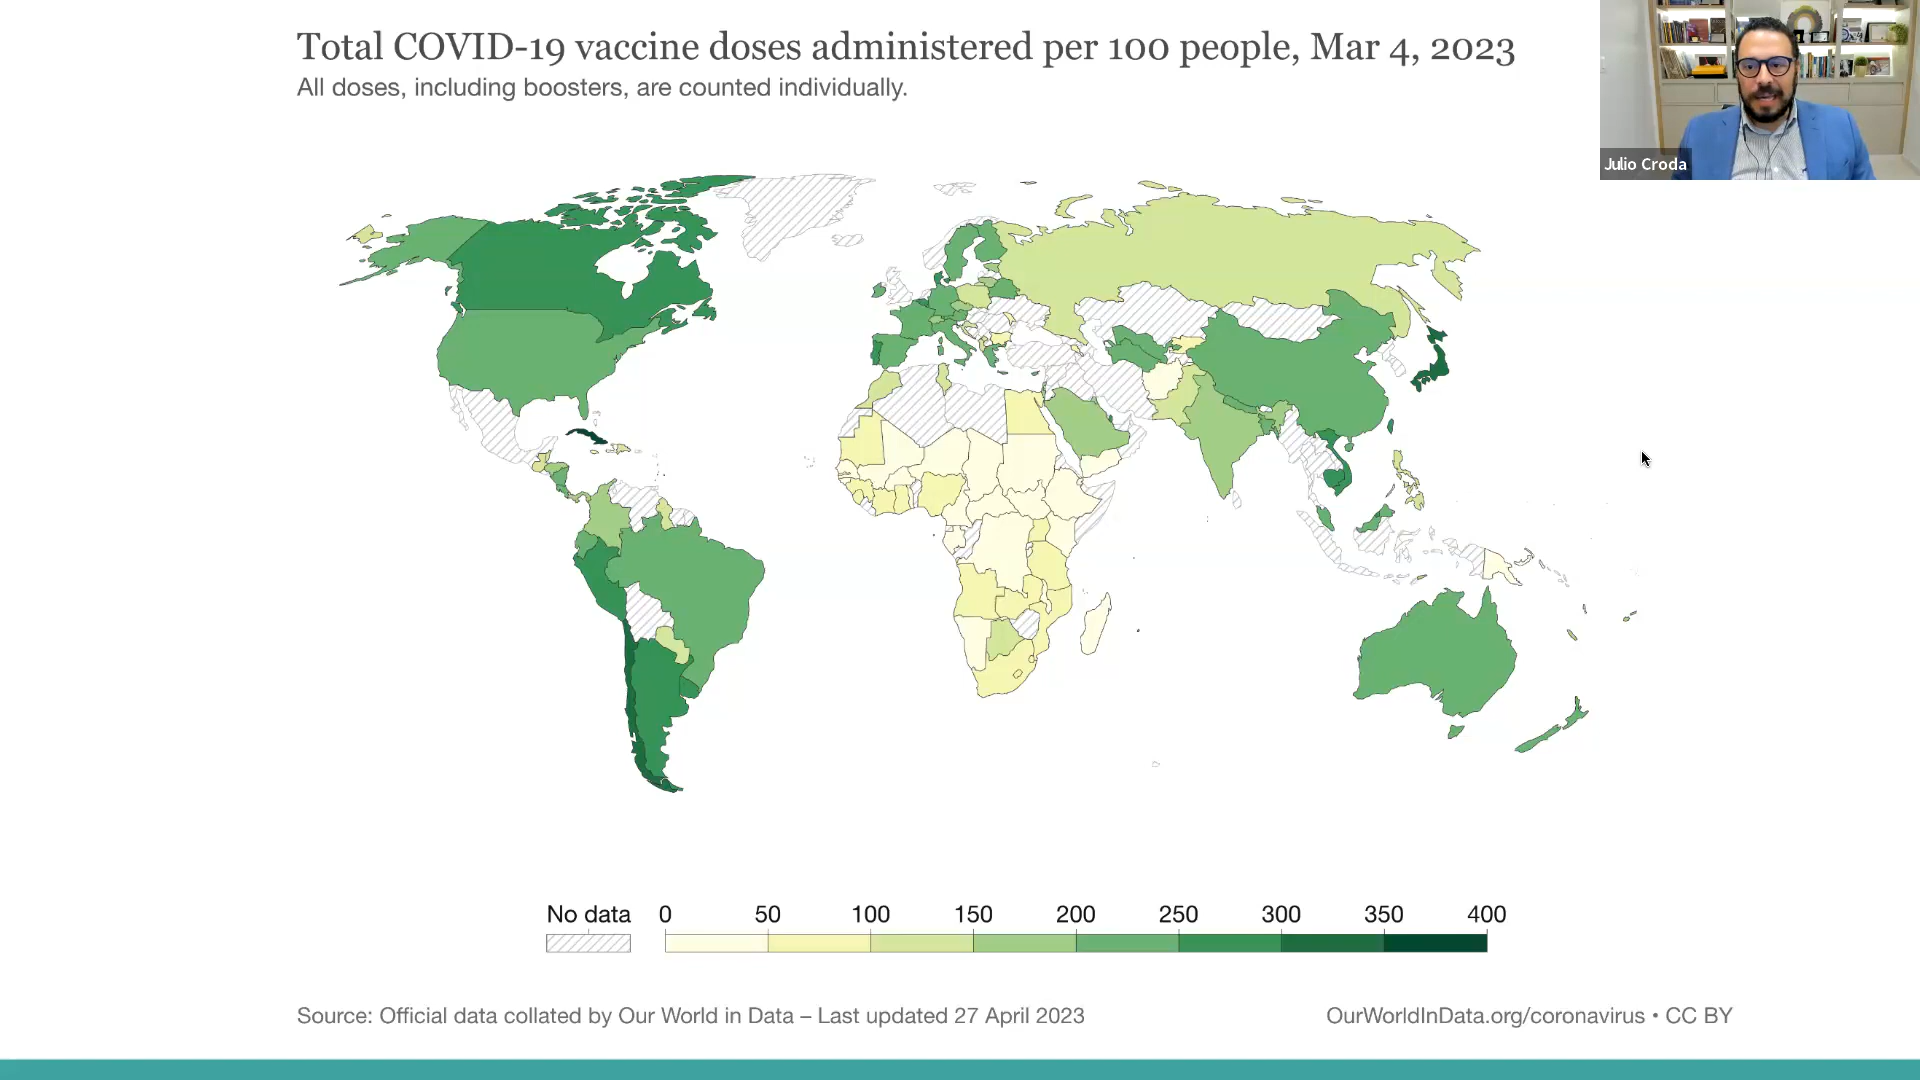 Total COVID-19 vaccine doses administered per 100 people, Mar 4, 2023
All doses, including boosters, are counted individually.
Julio Croda
No data 0 50 100 150 200 250 300 350 400
Source: Official data collated by Our World in Data – Last updated 27 April 2023
OurWorldInData.org/coronavirus • CC BY